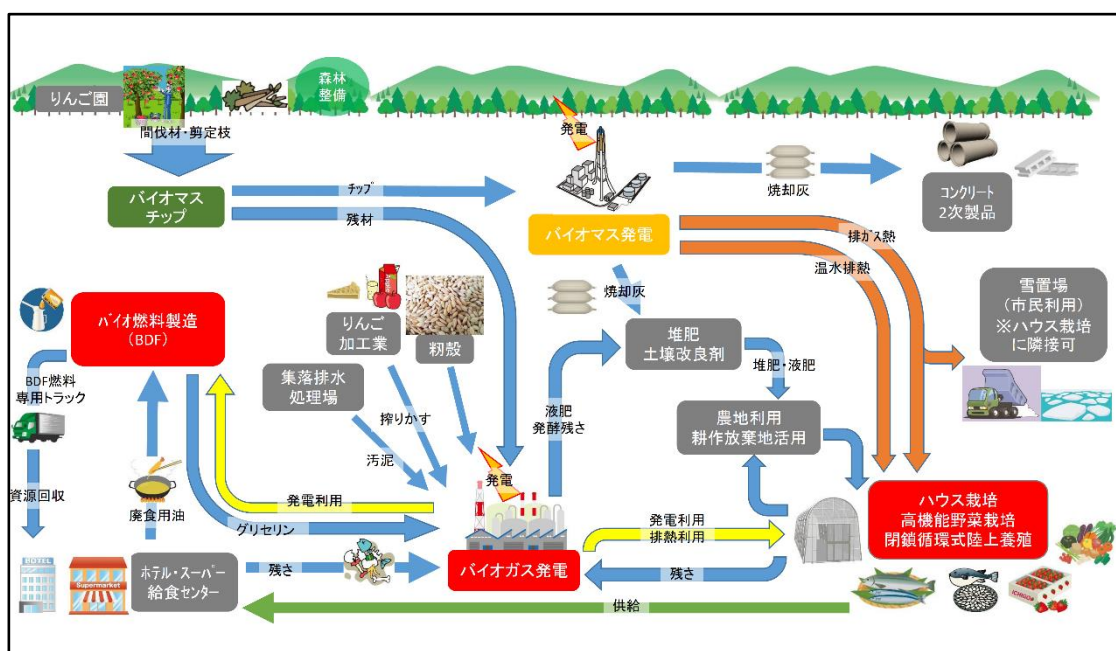 りんご園
森林
整備
間伐材・剪定枝
発電
バイオマス
チップ
チップ
残材
焼却灰
コンクリート
2次製品
バイオマス発電
排ガス熱
温水排熱
焼却灰
雪置場
(市民利用)
※ハウス栽培
に隣接可
バイオ燃料製造
(BDF)
りんご
加工業
籾殻
堆肥
土壌改良剤
堆肥・液肥
集落排水
処理場
BDF燃料
専用トラック
搾りかす
液肥
発酵残さ
農地利用
耕作放棄地活用
汚泥
発電
資源回収
廃食用油
発電利用
グリセリン
発電利用
排熱利用
ハウス栽培
高機能野菜栽培
閉鎖循環式陸上養殖
HOTEL
Supermarket
ホテル・スーパー
給食センター
残さ
バイオガス発電
残さ
ICHIGO
供給